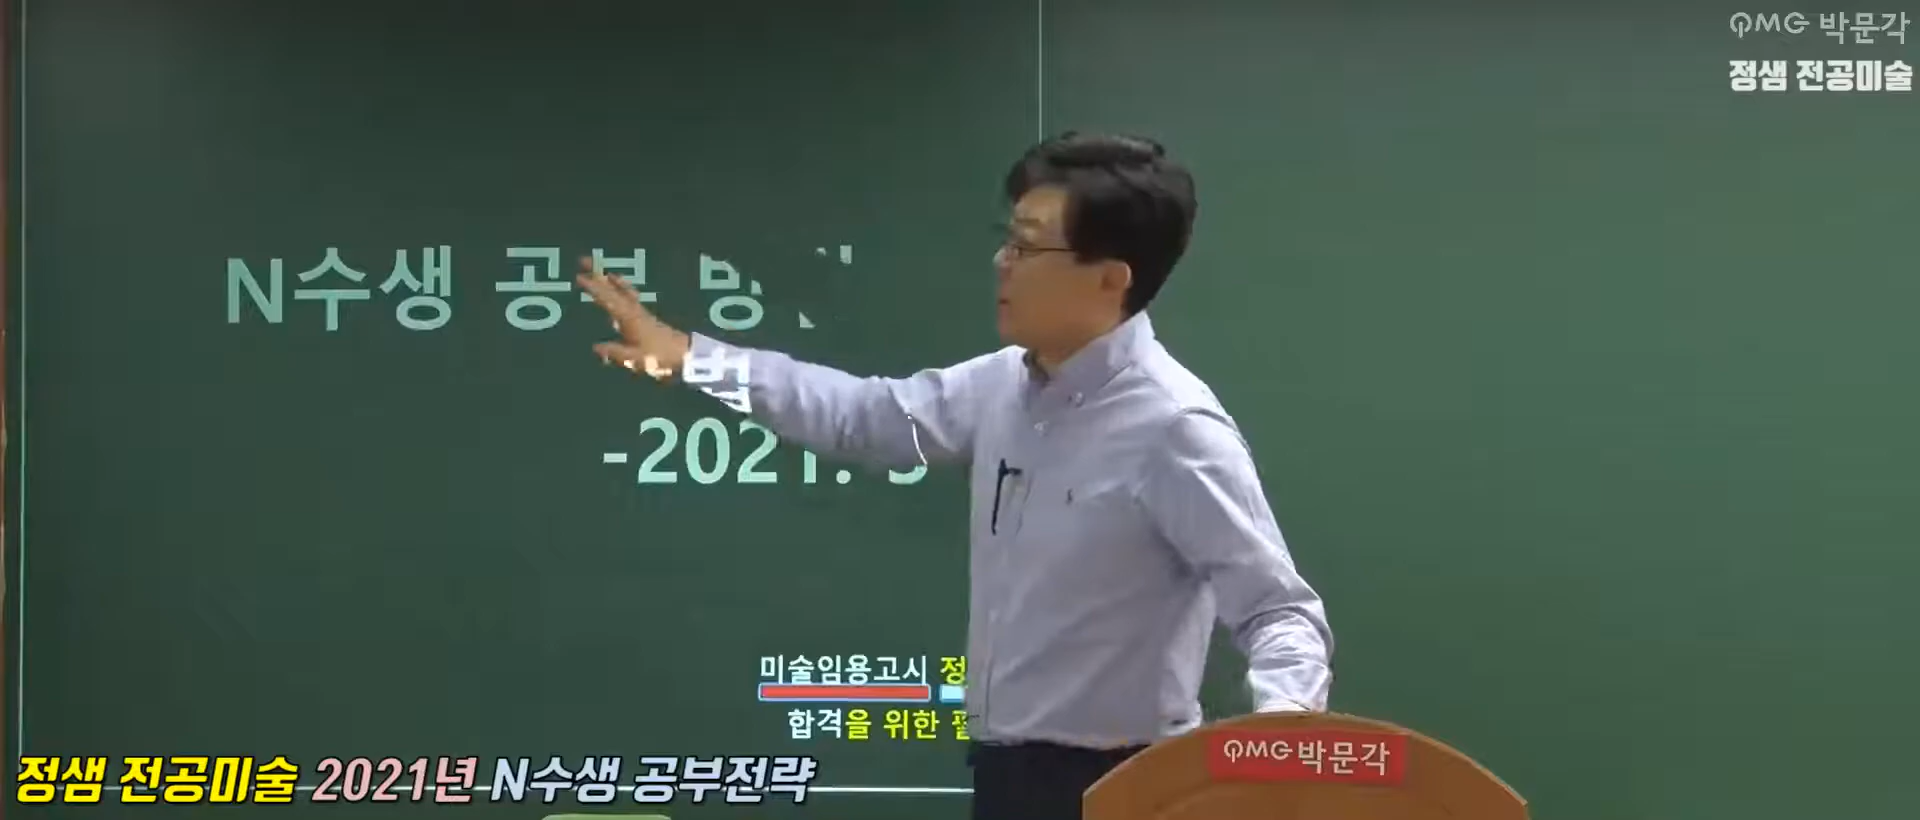 PMG 박문각
정샘 전공미술
N수생 공부
-2021.
미술임용고시
합격을 위한
PMG 박문각
정샘 전공미술 2021년 N수생 공부전략